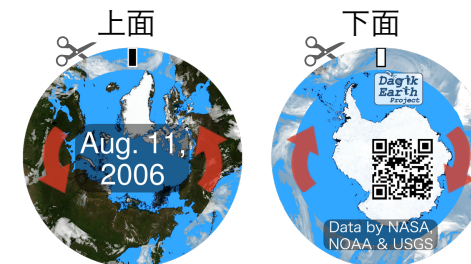 上面
下面
Dagik
Earth
Project
Aug. 11,
2006
Data by NASA,
NOAA & USGS